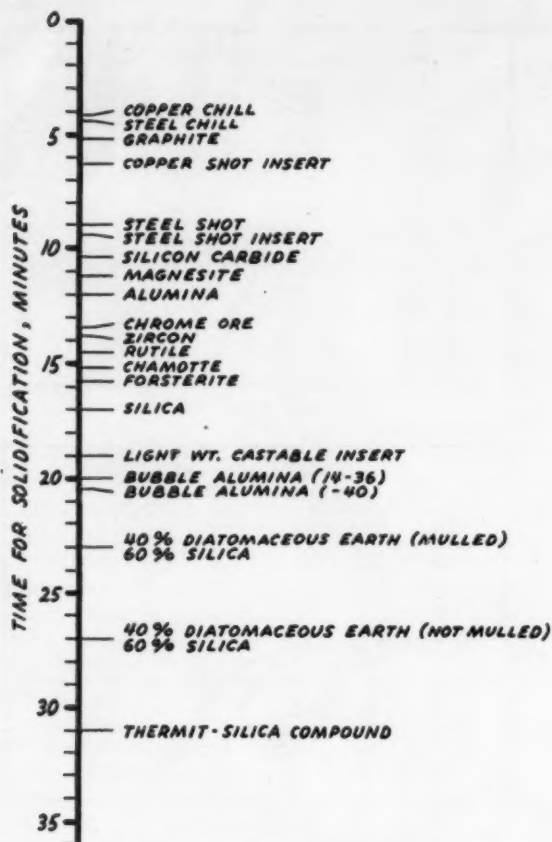 TIME FOR SOLIDIFICATION, MINUTES
0
COPPER CHILL
STEEL CHILL
5
GRAPHITE
COPPER SHOT INSERT
STEEL SHOT
STEEL SHOT INSERT
10
SILICON CARBIDE
MAGNESITE
ALUMINA
CHROME ORE
ZIRCON
RUTILE
15
CHAMOTTE
FORSTERITE
SILICA
LIGHT WT. CASTABLE INSERT
20
BUBBLE ALUMINA (14-36)
BUBBLE ALUMINA (-40)
40% DIATOMACEOUS EARTH (MULLED)
60% SILICA
25
40% DIATOMACEOUS EARTH (NOT MULLED)
60% SILICA
30
THERMIT-SILICA COMPOUND
35